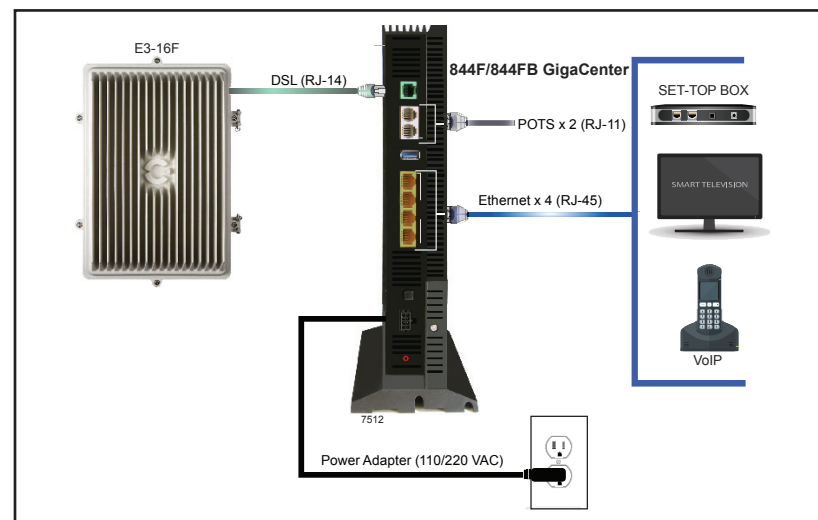 E3-16F
DSL (RJ-14)
844F/844FB GigaCenter
SET-TOP BOX
POTS x 2 (RJ-11)
SMART TELEVISION
Ethernet x 4 (RJ-45)
VoIP
7512
Power Adapter (110/220 VAC)